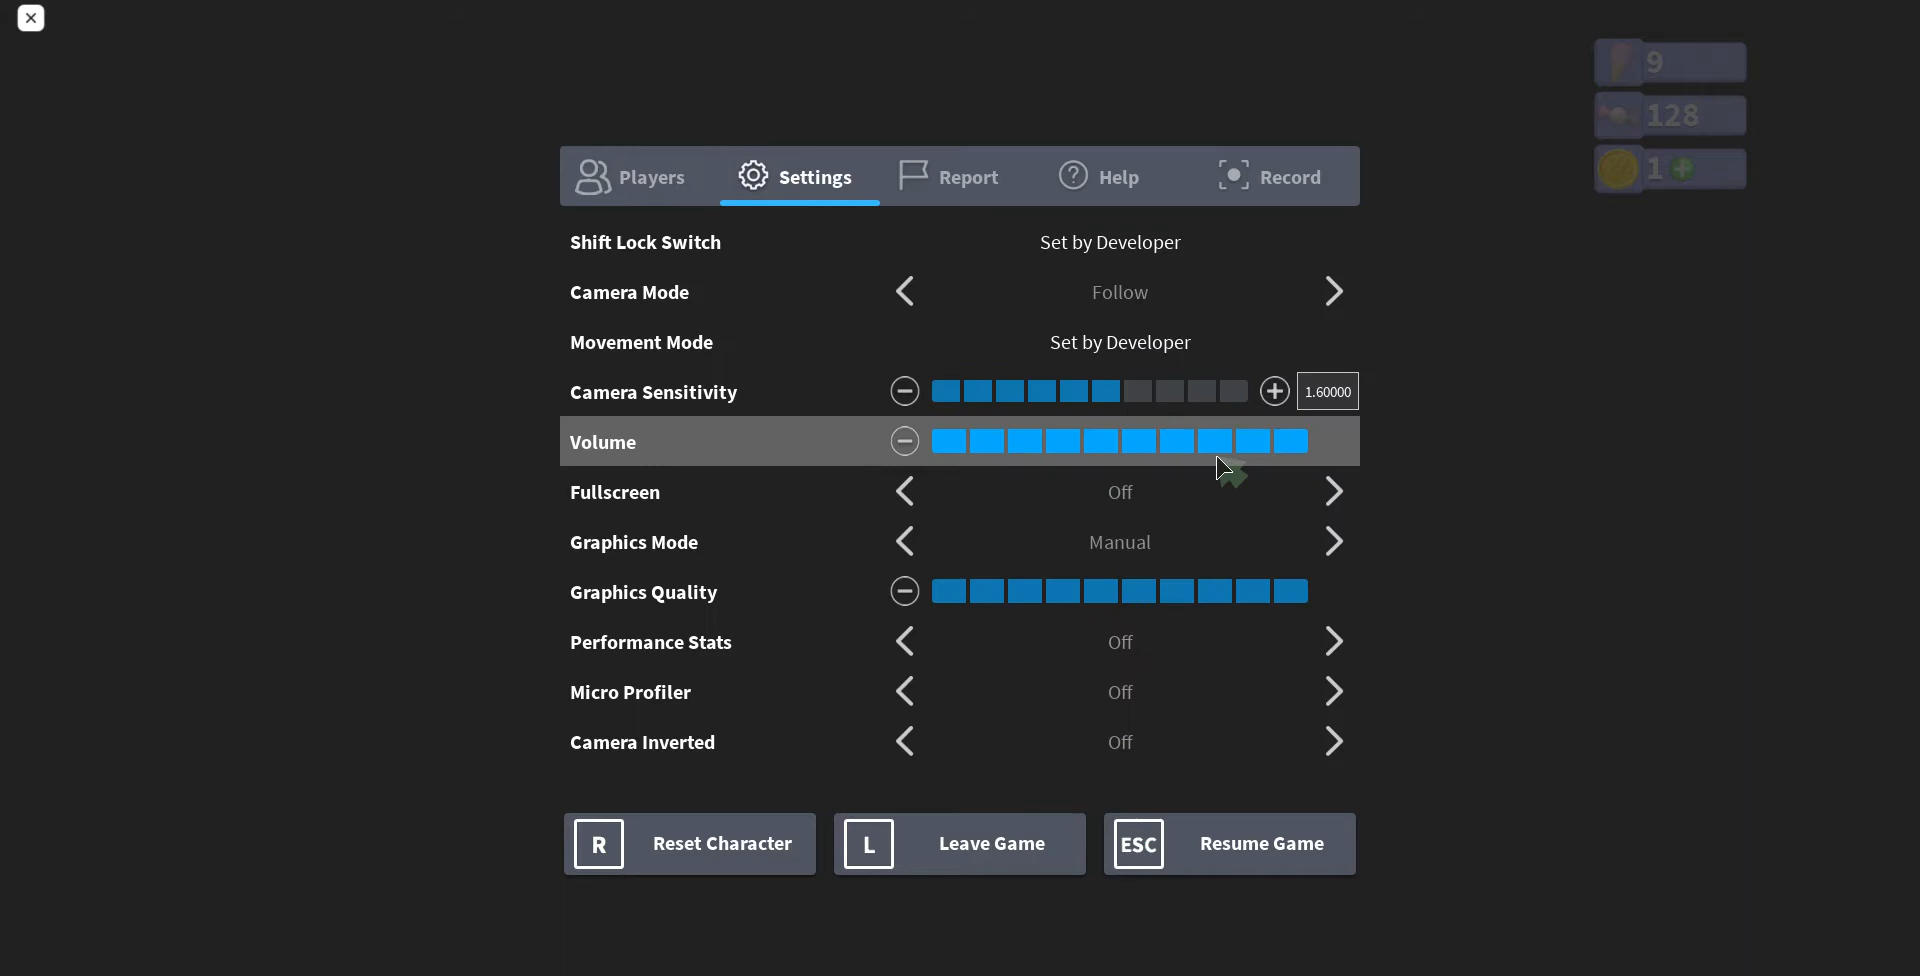 9
128
1
Players Settings Report Help Record
Shift Lock Switch Set by Developer
Camera Mode Follow
Movement Mode Set by Developer
Camera Sensitivity 1.60000
Volume
Fullscreen Off
Graphics Mode Manual
Graphics Quality
Performance Stats Off
Micro Profiler Off
Camera Inverted Off
R Reset Character L Leave Game ESC Resume Game